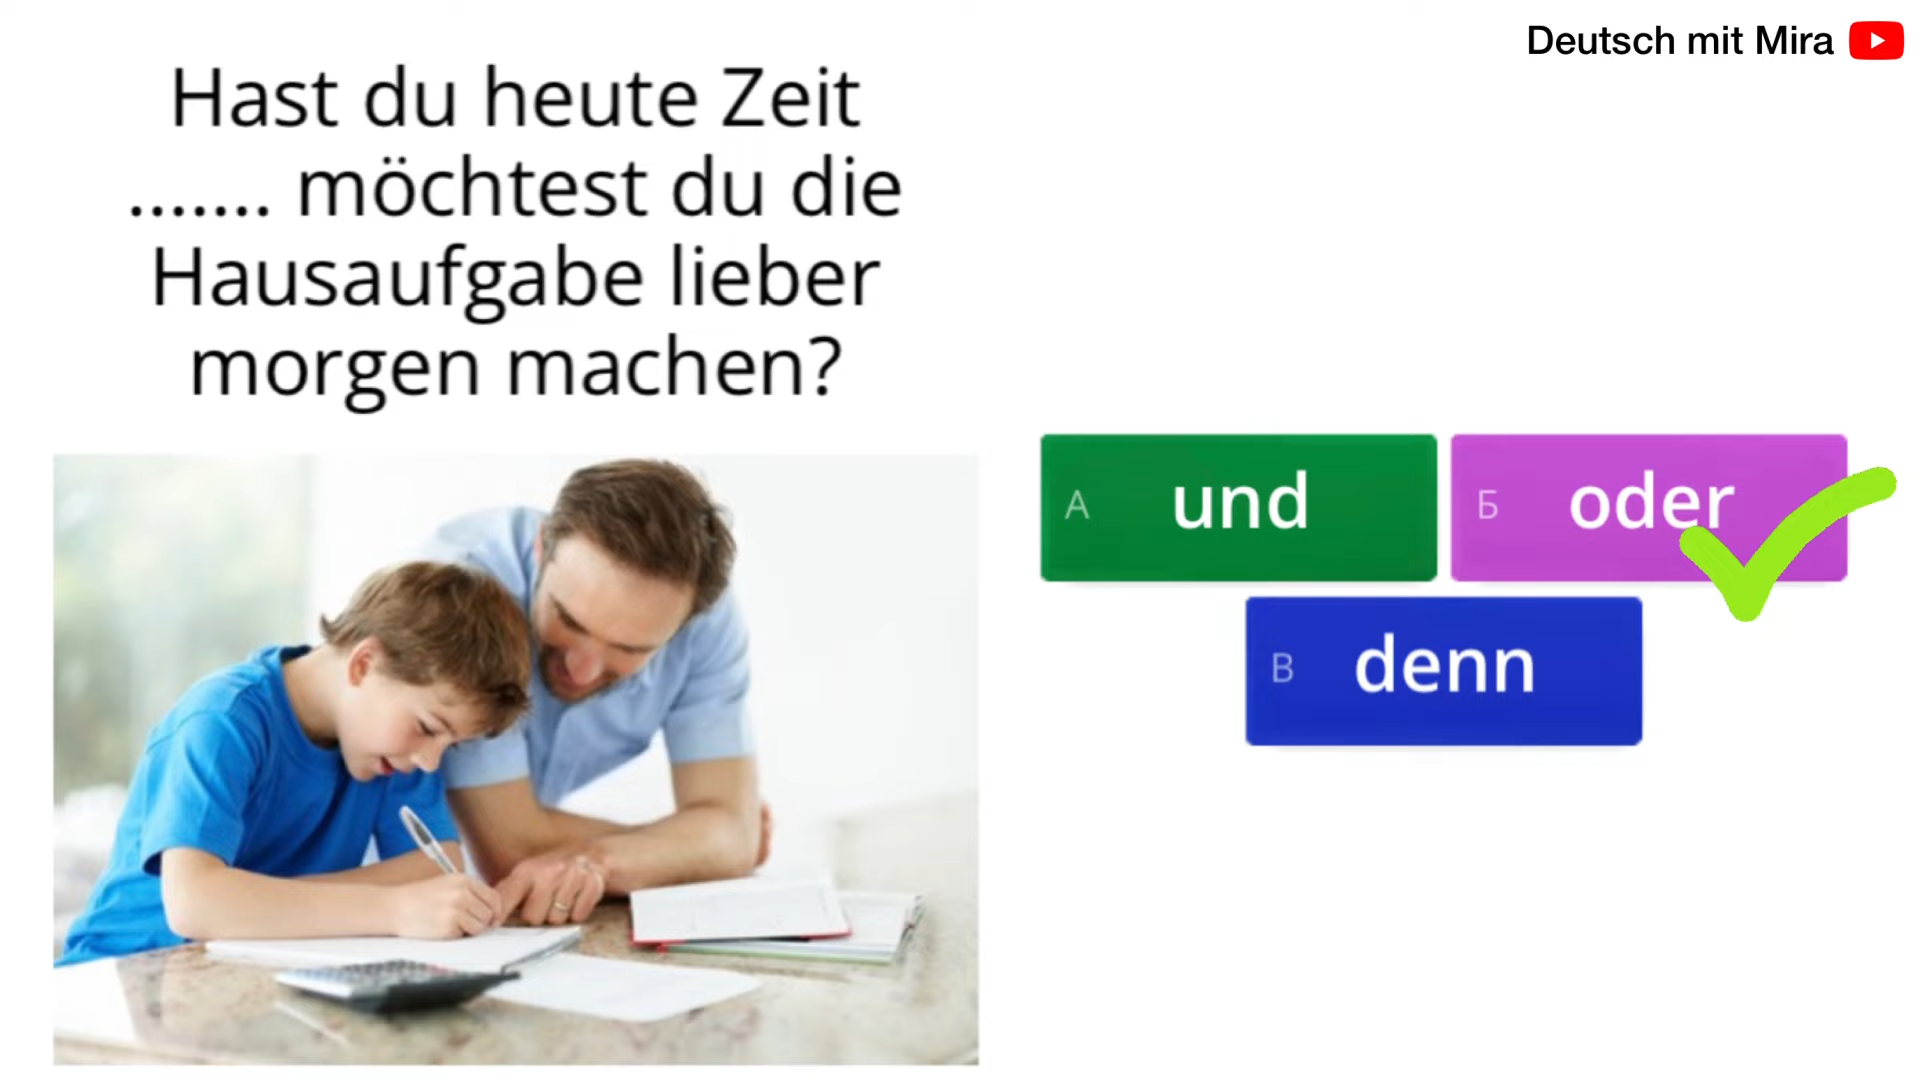 Deutsch mit Mira
Hast du heute Zeit
....... möchtest du die
Hausaufgabe lieber
morgen machen?
А und
Б oder
В denn